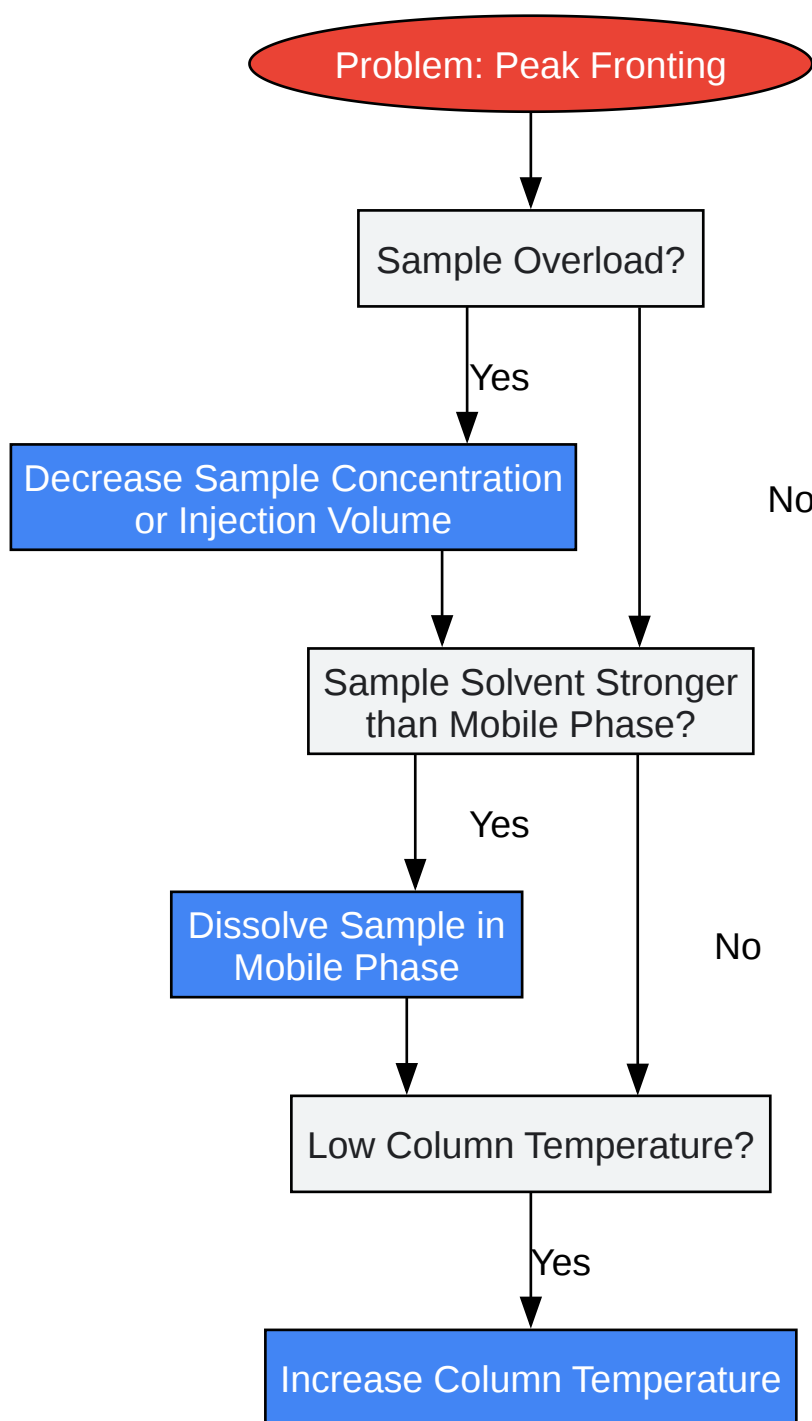 Problem: Peak Fronting
Sample Overload?
Yes
Decrease Sample Concentration
or Injection Volume
No
Sample Solvent Stronger
than Mobile Phase?
Yes
Dissolve Sample in
Mobile Phase
No
Low Column Temperature?
Yes
Increase Column Temperature